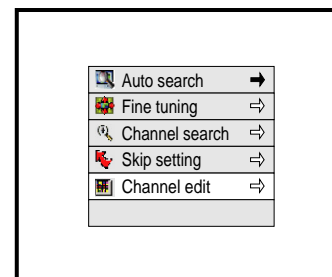 Auto search
Fine tuning
Channel search
Skip setting
Channel edit